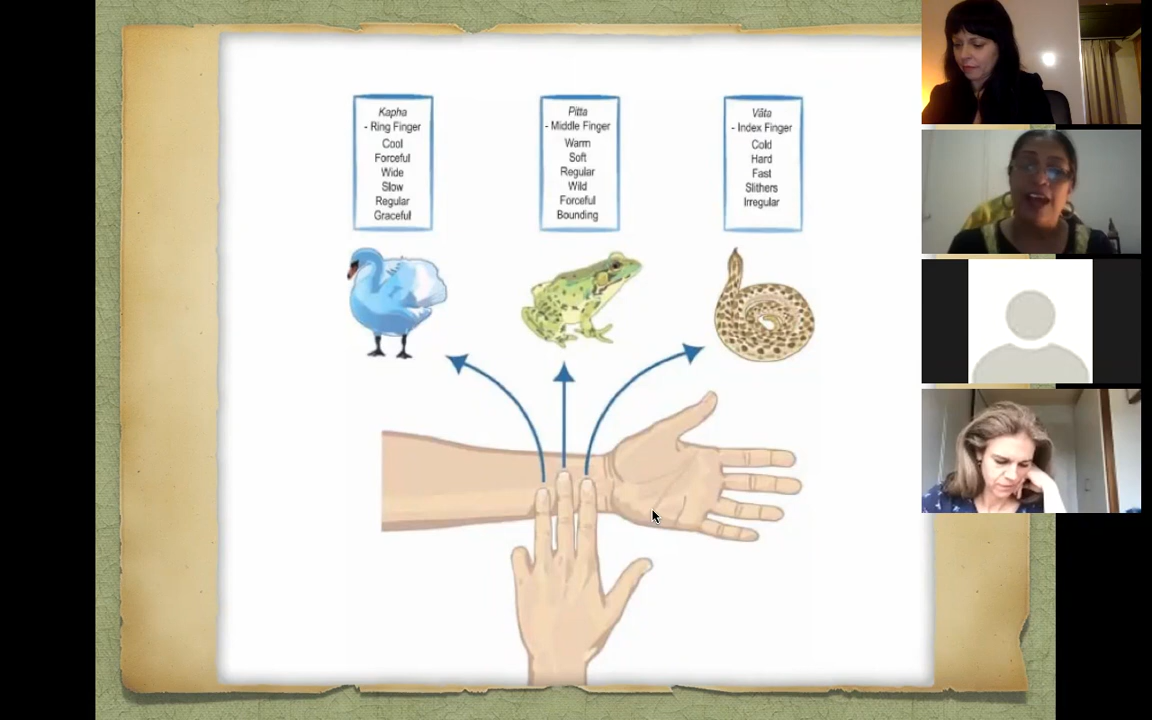 Kapha
- Ring Finger
Cool
Forceful
Wide
Slow
Regular
Graceful
Pitta
- Middle Finger
Warm
Soft
Regular
Wild
Forceful
Bounding
Vāta
- Index Finger
Cold
Hard
Fast
Slithers
Irregular